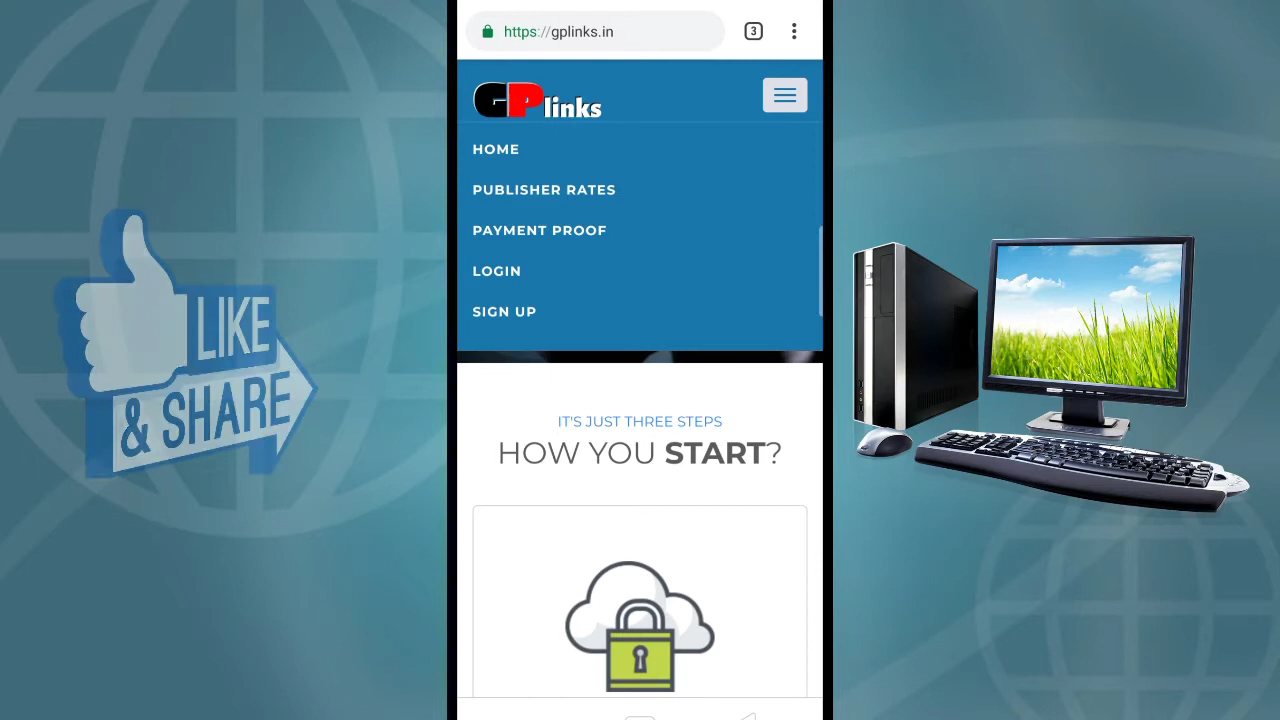 https://gplinks.in
3
GPlinks
HOME
PUBLISHER RATES
PAYMENT PROOF
LOGIN
SIGN UP
LIKE
& SHARE
IT'S JUST THREE STEPS
HOW YOU START?